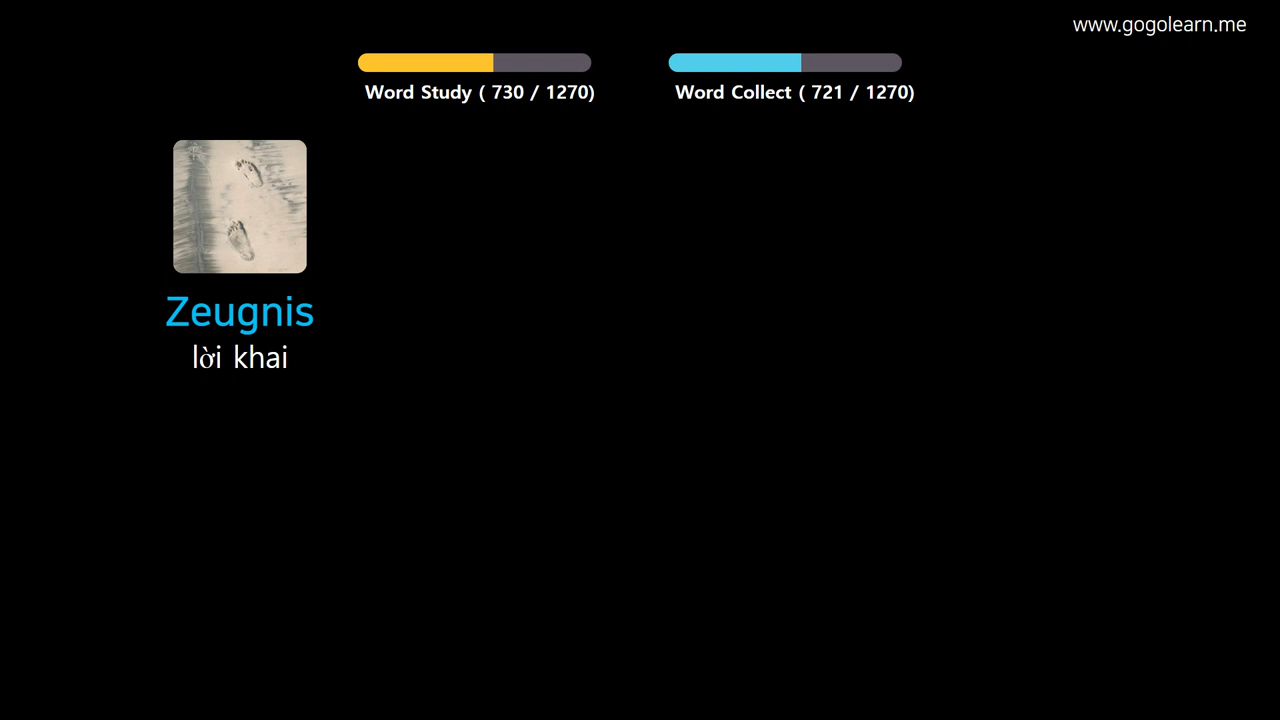 www.gogolearn.me
Word Study ( 730 / 1270)
Word Collect ( 721 / 1270)
Zeugnis
lời khai